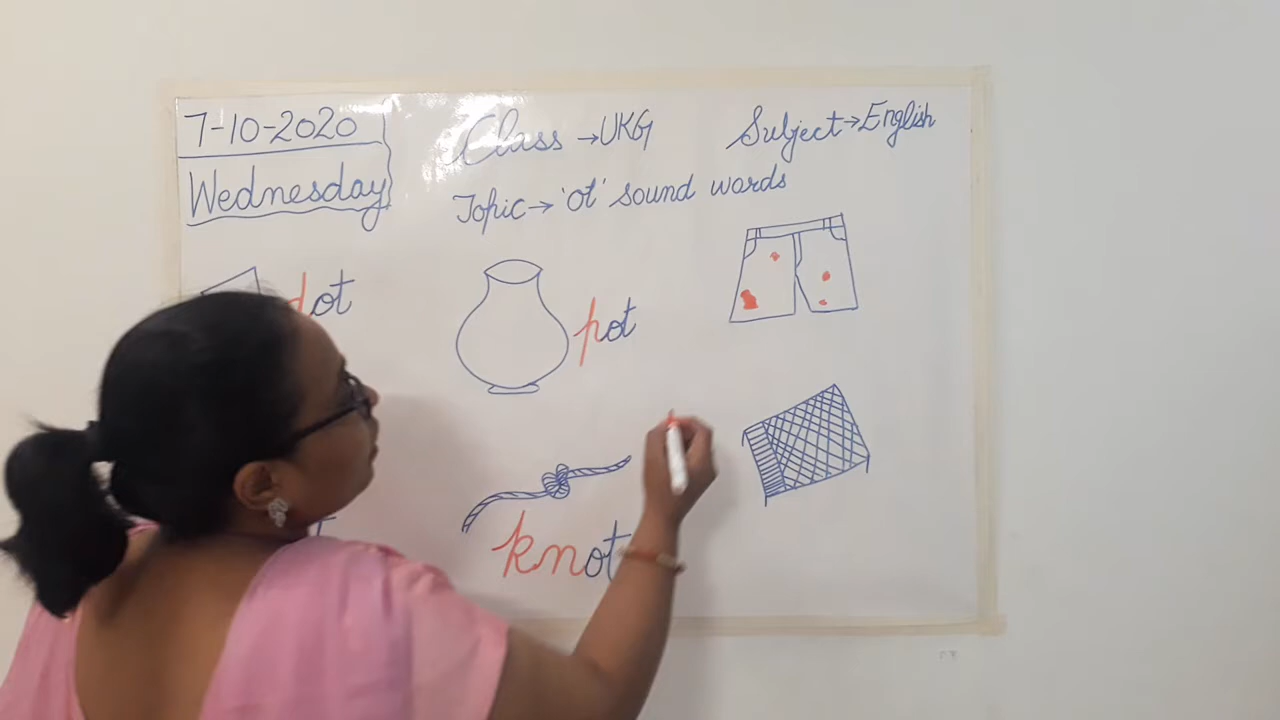 7-10-2020
Wednesday
Class →UKG
Subject→English
Topic→ 'ot' sound words
dot
pot
knot